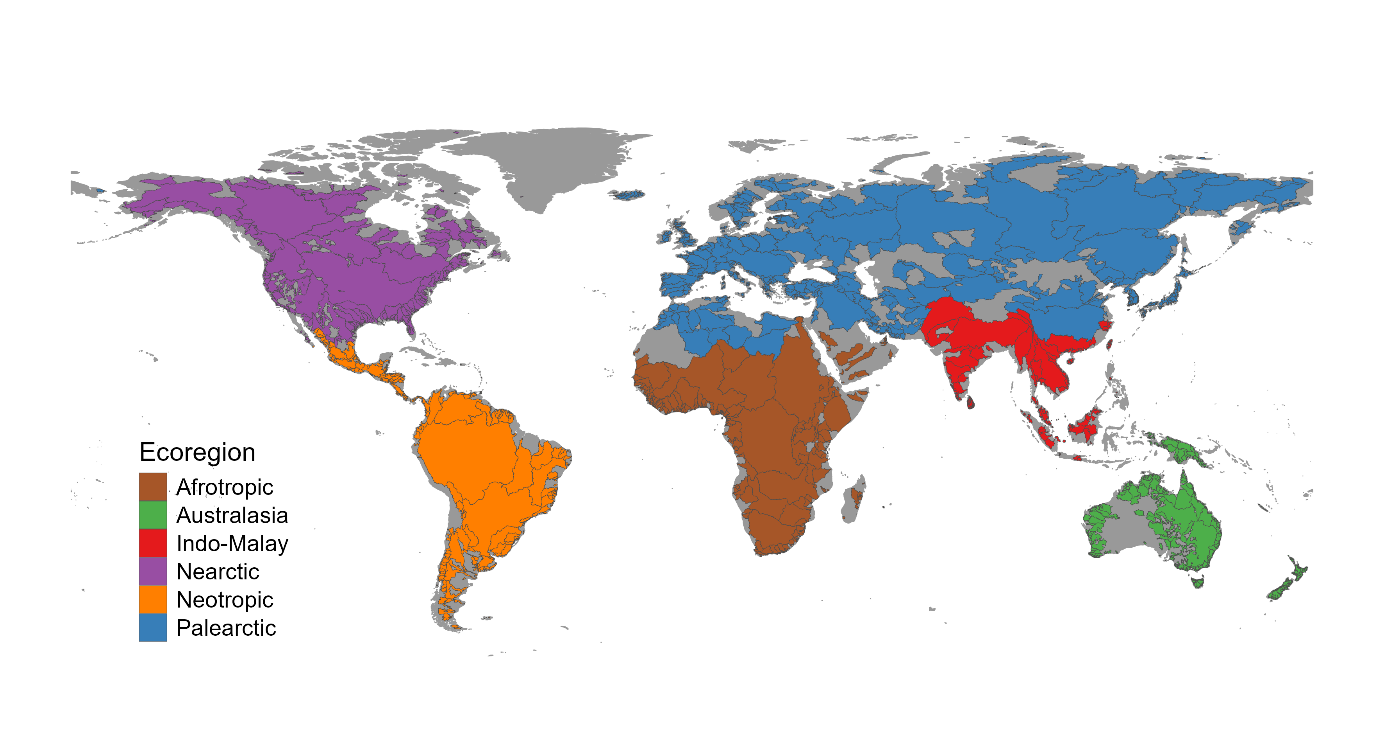 Ecoregion
Afrotropic
Australasia
Indo-Malay
Nearctic
Neotropic
Palearctic